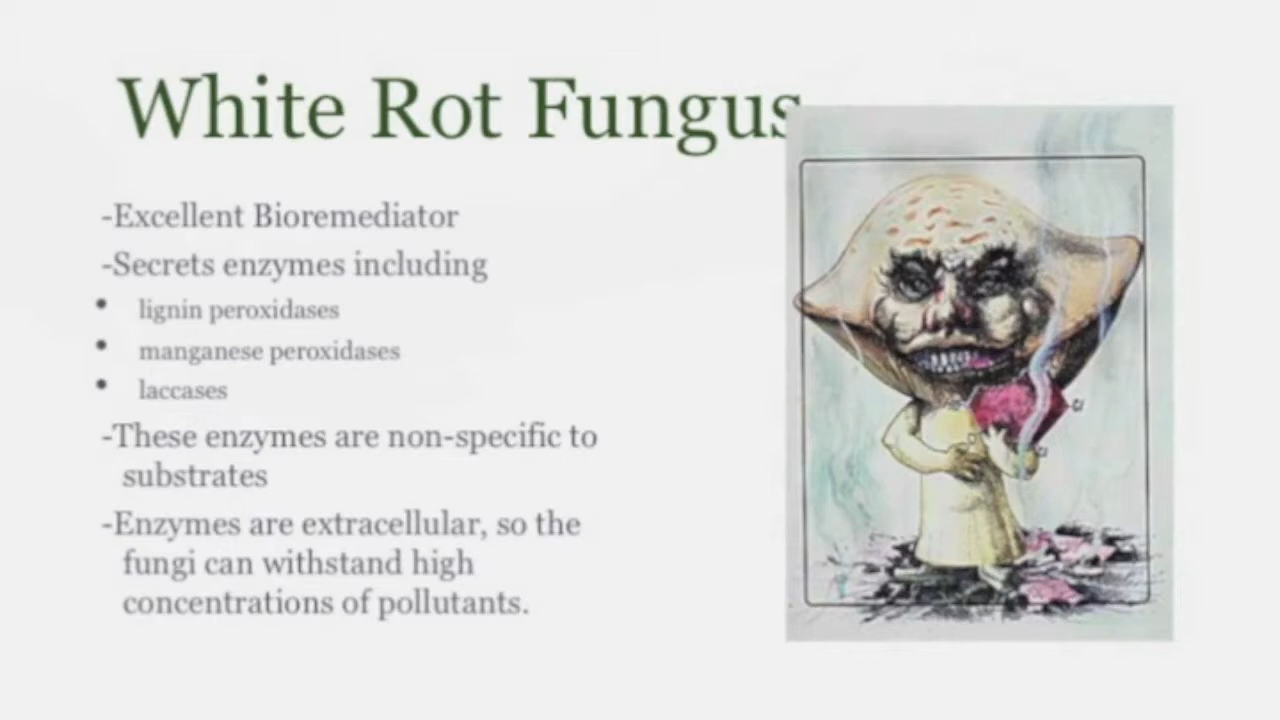 White Rot Fungus
-Excellent Bioremediator
-Secrets enzymes including
• lignin peroxidases
• manganese peroxidases
• laccases
-These enzymes are non-specific to
substrates
-Enzymes are extracellular, so the
fungi can withstand high
concentrations of pollutants.